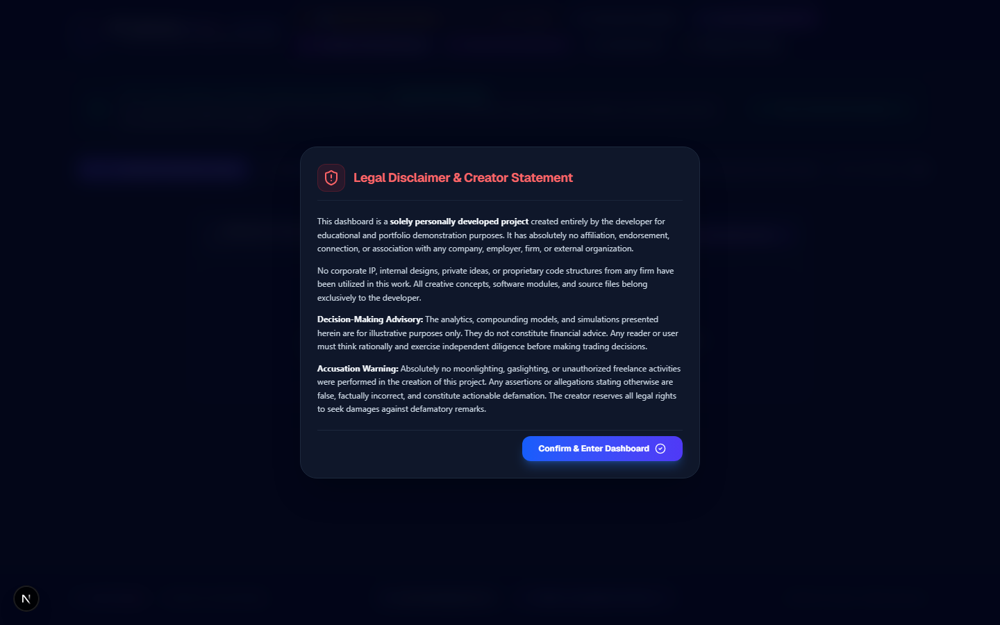 Legal Disclaimer & Creator Statement
This dashboard is a solely personally developed project created entirely by the developer for
educational and portfolio demonstration purposes. It has absolutely no affiliation, endorsement,
connection, or association with any company, employer, firm, or external organization.
No corporate IP, internal designs, private ideas, or proprietary code structures from any firm have
been utilized in this work. All creative concepts, software modules, and source files belong
exclusively to the developer.
Decision-Making Advisory: The analytics, compounding models, and simulations presented
herein are for illustrative purposes only. They do not constitute financial advice. Any reader or user
must think rationally and exercise independent diligence before making trading decisions.
Accusation Warning: Absolutely no moonlighting, gaslighting, or unauthorized freelance activities
were performed in the creation of this project. Any assertions or allegations stating otherwise are
false, factually incorrect, and constitute actionable defamation. The creator reserves all legal rights
to seek damages against defamatory remarks.
Confirm & Enter Dashboard
N